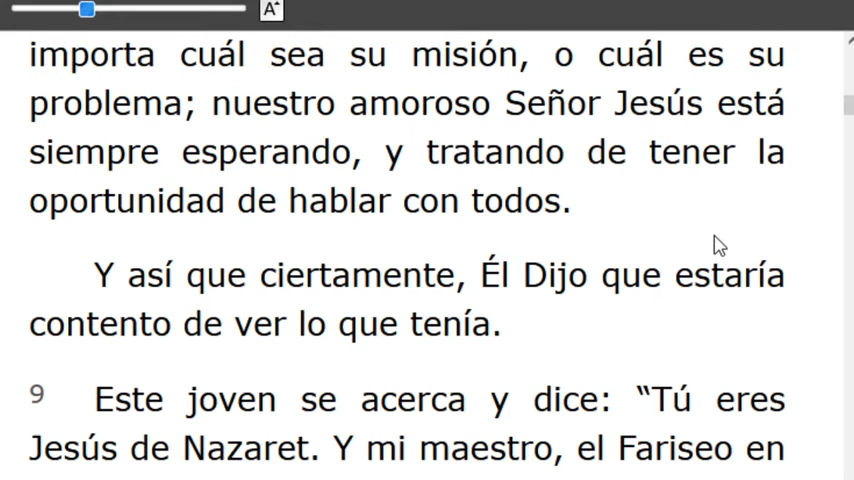 A
importa cuál sea su misión, o cuál es su
problema; nuestro amoroso Señor Jesús está
siempre esperando, y tratando de tener la
oportunidad de hablar con todos.
Y así que ciertamente, Él Dijo que estaría
contento de ver lo que tenía.
9 Este joven se acerca y dice: “Tú eres
Jesús de Nazaret. Y mi maestro, el Fariseo en